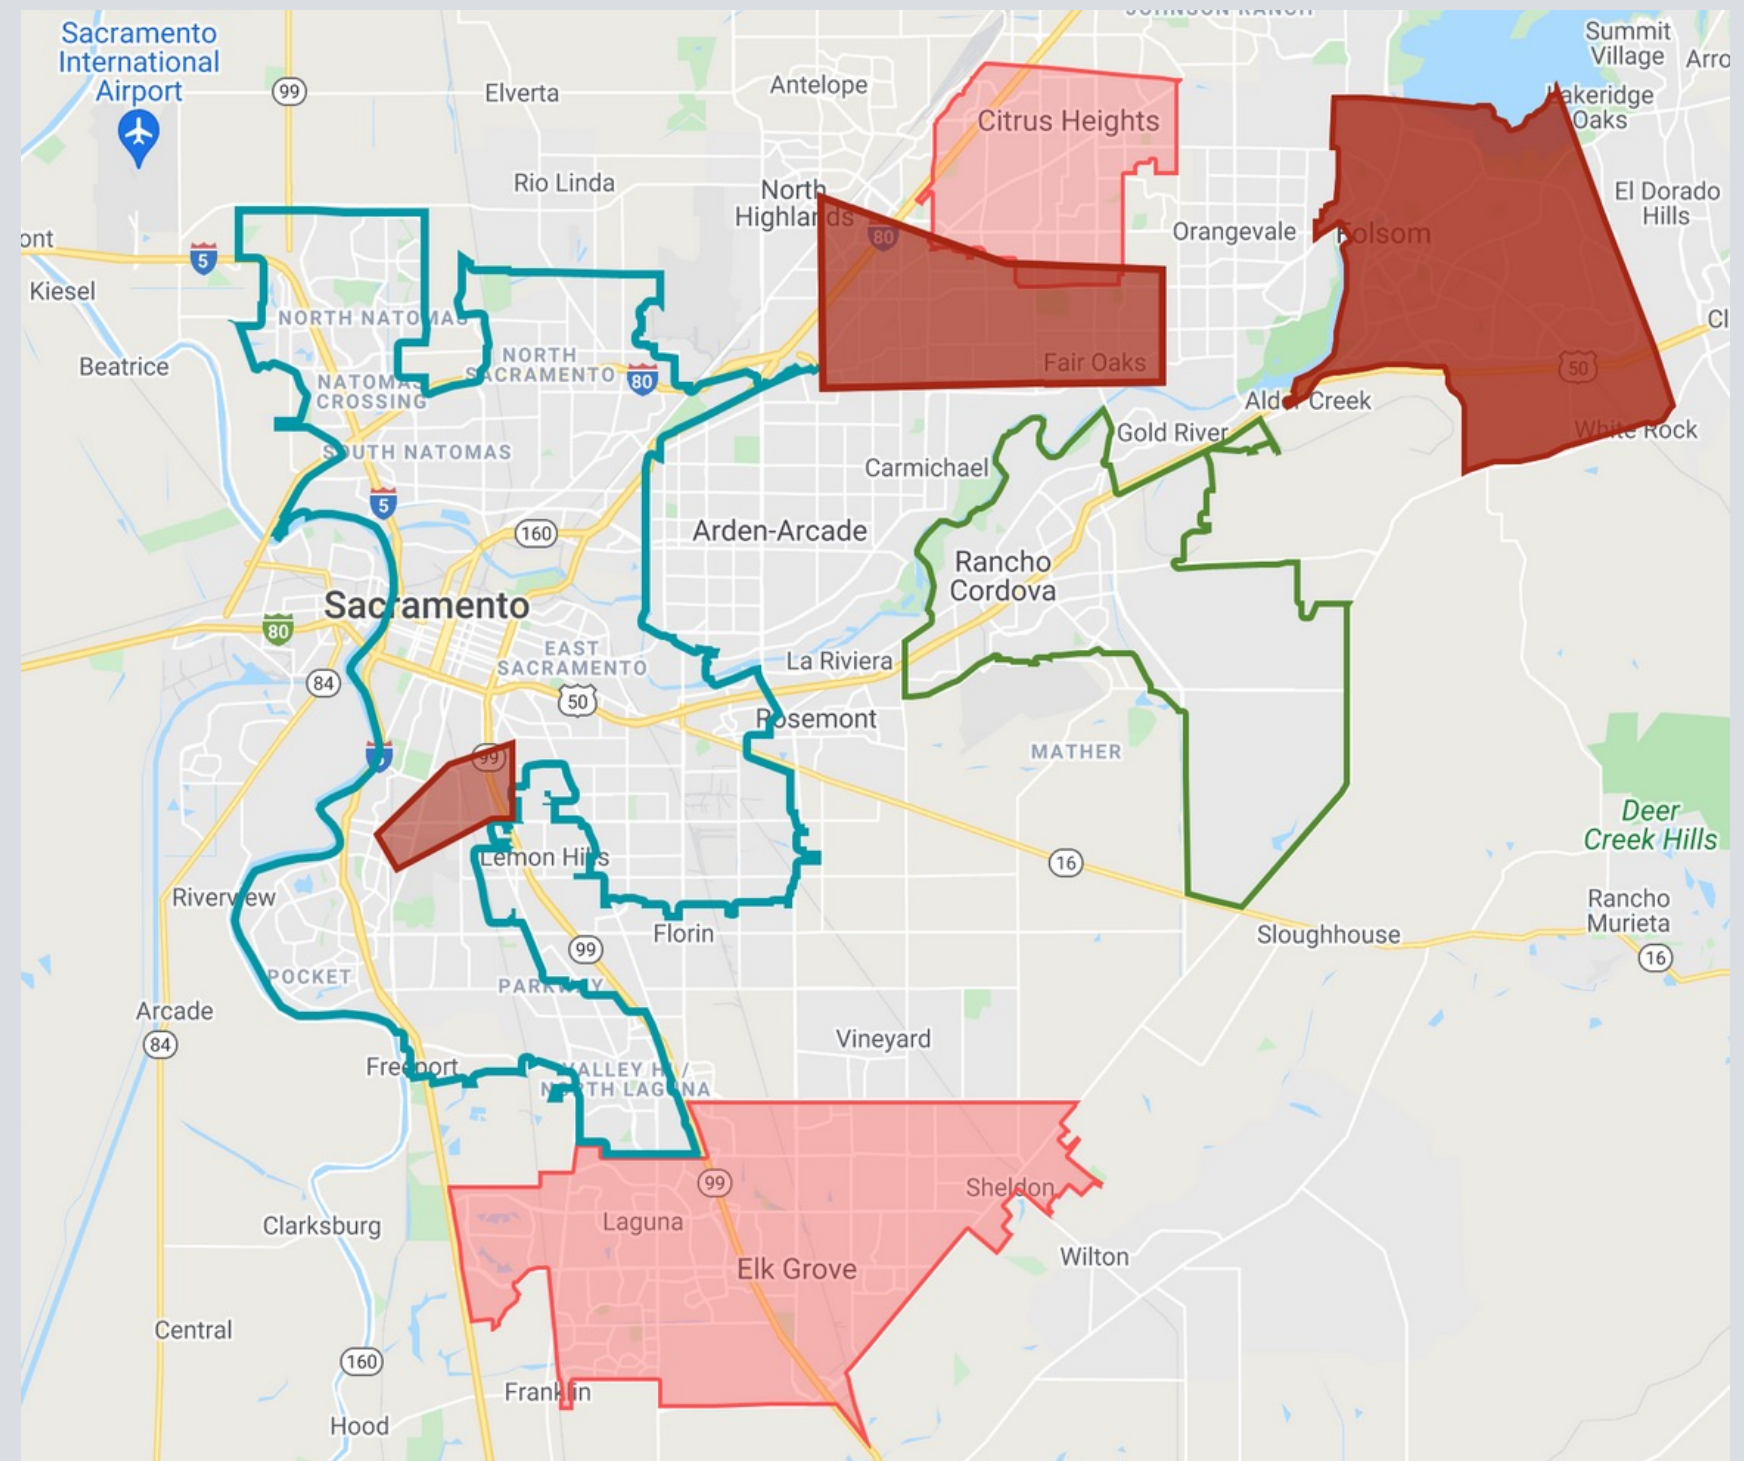 JOHNSON RANCH
Sacramento
International
Airport
Summit
Village
Arro
99
Elverta
Antelope
Citrus Heights
Lakeridge
Oaks
Rio Linda
North
Highlands
El Dorado
Hills
ont
5
80
Orangevale
Folsom
Kiesel
NORTH NATOMAS
Cl
Beatrice
NORTH
SACRAMENTO
80
Fair Oaks
50
NATOMAS
CROSSING
Alder Creek
Gold River
White Rock
SOUTH NATOMAS
Carmichael
5
160
Arden-Arcade
Rancho
Cordova
Sacramento
80
EAST
SACRAMENTO
La Riviera
84
50
Rosemont
MATHER
99
Deer
Creek Hills
Lemon Hills
16
Riverview
Rancho
Murieta
Florin
Sloughhouse
99
16
POCKET
PARKWAY
Arcade
Vineyard
84
Freeport
VALLEY HI /
NORTH LAGUNA
99
Sheldon
Clarksburg
Laguna
Wilton
Elk Grove
Central
160
Franklin
Hood